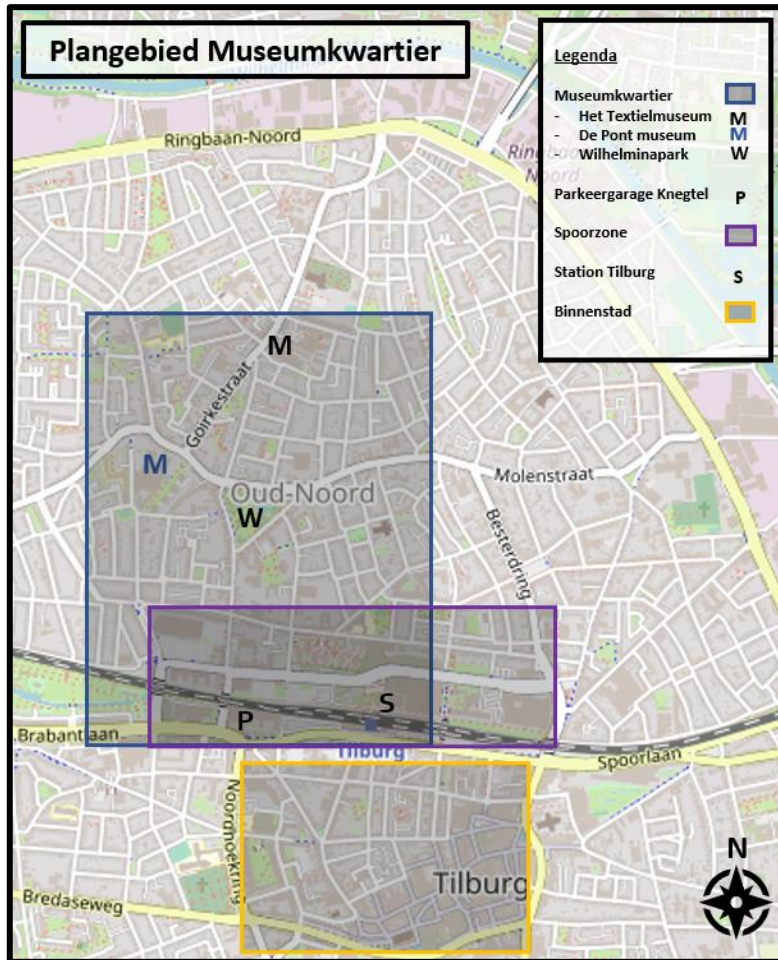 Plangebied Museumkwartier
Legenda
Museumkwartier
- Het Textielmuseum M
- De Pont museum M
- Wilhelminapark W
Parkeergarage Knegtel P
Spoorzone
Station Tilburg S
Binnenstad
Ringbaan-Noord
Ringbaan
Noord
M
Goirkestraat
M
Oud-Noord
Molenstraat
W
Besterdring
S
P
Brabantlaan
Tilburg
Spoorlaan
Noordhoekring
Tilburg
Bredaseweg
N